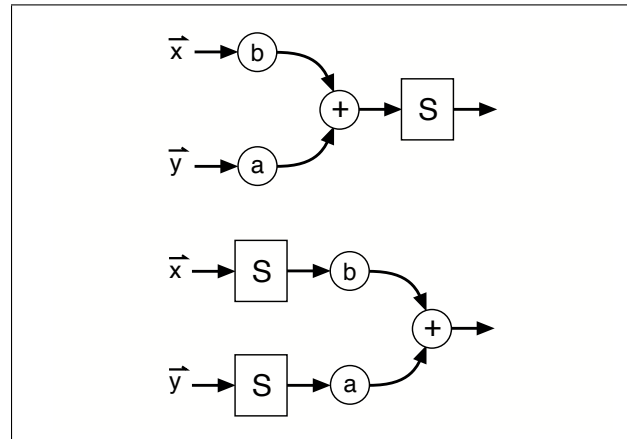 x⃗ b
+ S
y⃗ a
x⃗ S b
+
y⃗ S a